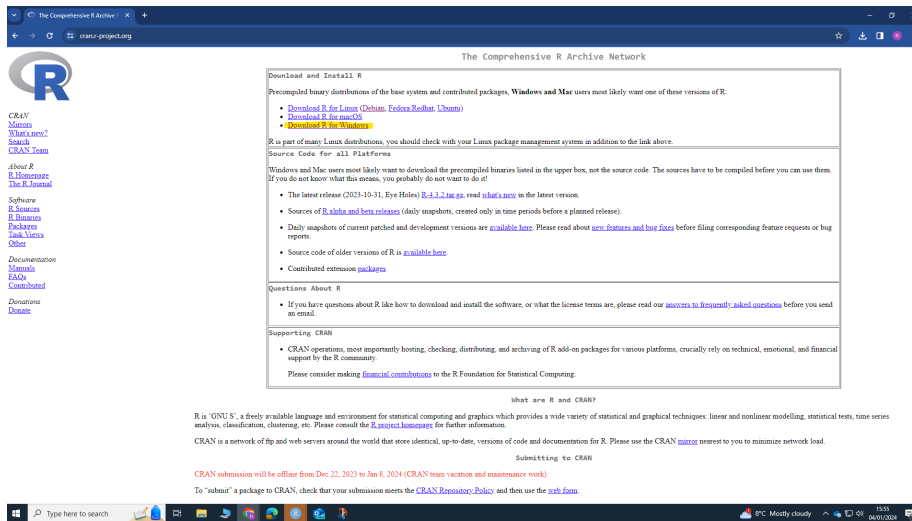 The Comprehensive R Archive
cran.r-project.org
The Comprehensive R Archive Network
R
CRAN
Mirrors
What's new?
Search
CRAN Team
About R
R Homepage
The R Journal
Software
R Sources
R Binaries
Packages
Task Views
Other
Documentation
Manuals
FAQs
Contributed
Donations
Donate
Download and Install R
Precompiled binary distributions of the base system and contributed packages, Windows and Mac users most likely want one of these versions of R:
• Download R for Linux (Debian, Fedora/Redhat, Ubuntu)
• Download R for macOS
• Download R for Windows
R is part of many Linux distributions, you should check with your Linux package management system in addition to the link above.
Source Code for all Platforms
Windows and Mac users most likely want to download the precompiled binaries listed in the upper box, not the source code. The sources have to be compiled before you can use them.
If you do not know what this means, you probably do not want to do it!
• The latest release (2023-10-31, Eye Holes) R-4.3.2.tar.gz, read what's new in the latest version.
• Sources of R alpha and beta releases (daily snapshots, created only in time periods before a planned release).
• Daily snapshots of current patched and development versions are available here. Please read about new features and bug fixes before filing corresponding feature requests or bug
reports.
• Source code of older versions of R is available here.
• Contributed extension packages
Questions About R
• If you have questions about R like how to download and install the software, or what the license terms are, please read our answers to frequently asked questions before you send
an email.
Supporting CRAN
• CRAN operations, most importantly hosting, checking, distributing, and archiving of R add-on packages for various platforms, crucially rely on technical, emotional, and financial
support by the R community.
Please consider making financial contributions to the R Foundation for Statistical Computing.
What are R and CRAN?
R is 'GNU S', a freely available language and environment for statistical computing and graphics which provides a wide variety of statistical and graphical techniques: linear and nonlinear modelling, statistical tests, time series
analysis, classification, clustering, etc. Please consult the R project homepage for further information.
CRAN is a network of ftp and web servers around the world that store identical, up-to-date, versions of code and documentation for R. Please use the CRAN mirror nearest to you to minimize network load.
Submitting to CRAN
CRAN submission will be offline from Dec 22, 2023 to Jan 8, 2024 (CRAN team vacation and maintenance work).
To "submit" a package to CRAN, check that your submission meets the CRAN Repository Policy and then use the web form.
Type here to search
8°C Mostly cloudy
15:55
04/01/2024